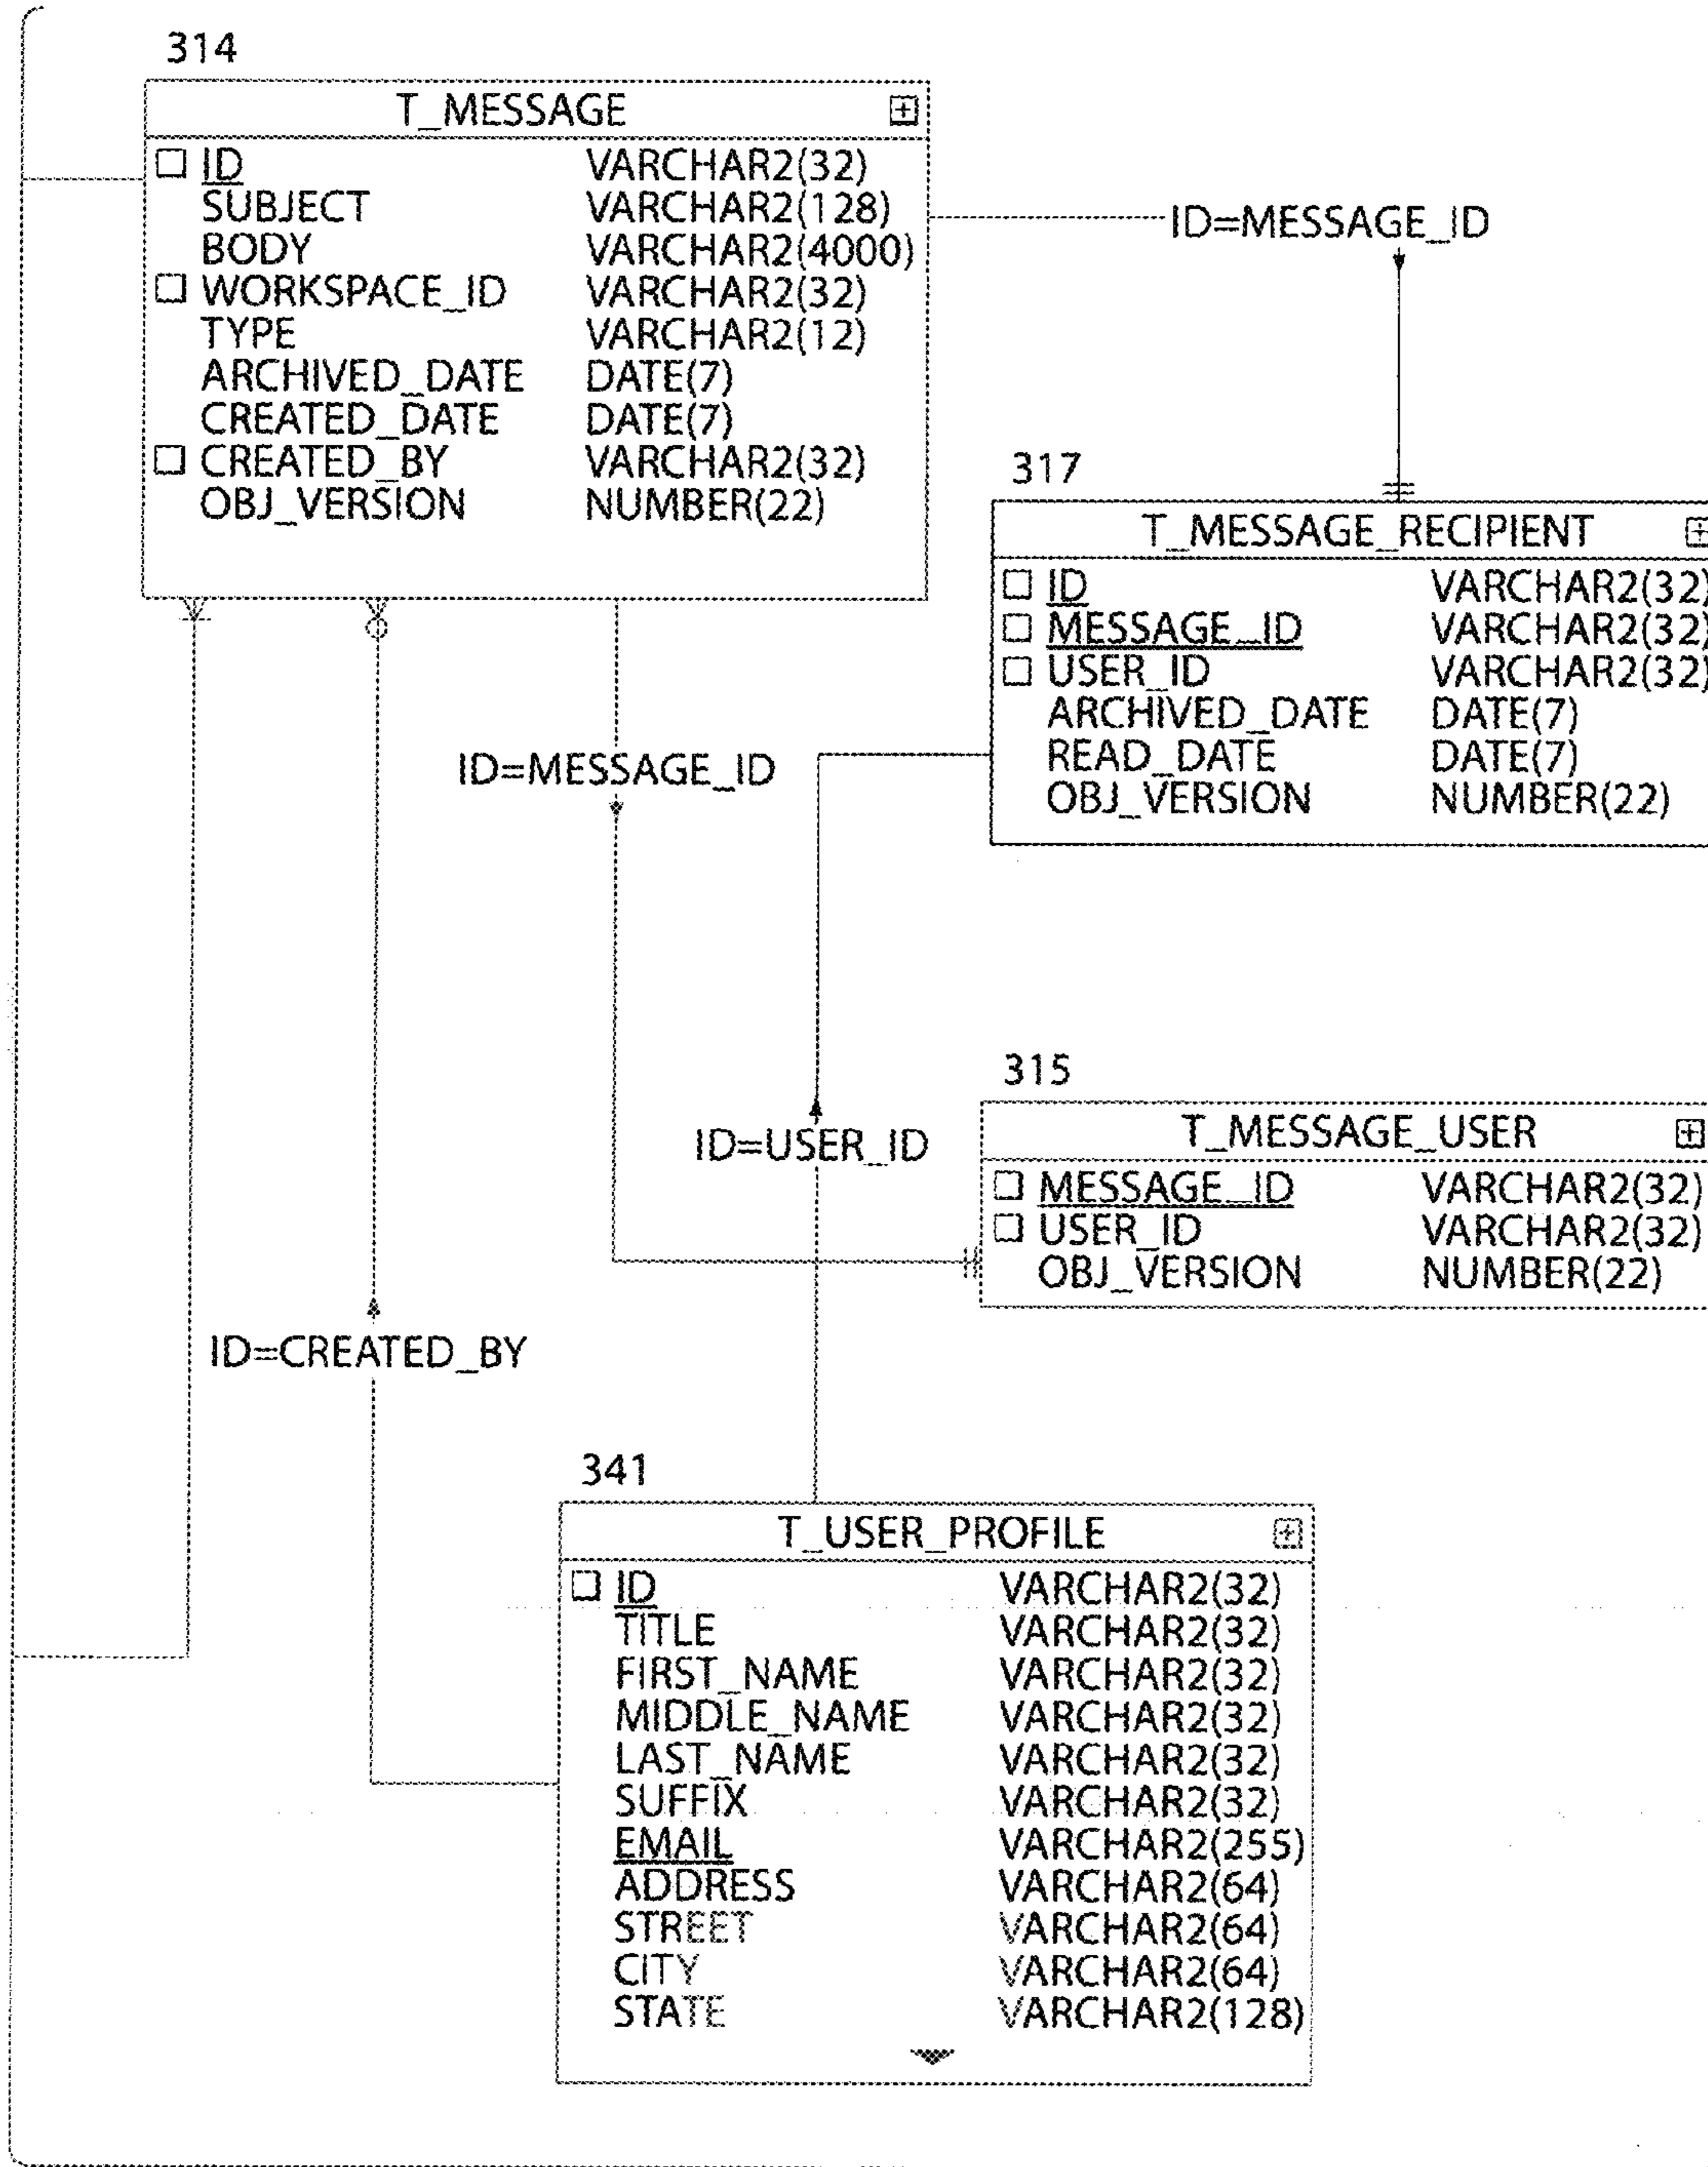 314
T_MESSAGE
ID VARCHAR2(32)
SUBJECT VARCHAR2(128)
BODY VARCHAR2(4000)
WORKSPACE_ID VARCHAR2(32)
TYPE VARCHAR2(12)
ARCHIVED_DATE DATE(7)
CREATED_DATE DATE(7)
CREATED_BY VARCHAR2(32)
OBJ_VERSION NUMBER(22)
ID=MESSAGE_ID
317
T_MESSAGE_RECIPIENT
ID VARCHAR2(32)
MESSAGE_ID VARCHAR2(32)
USER_ID VARCHAR2(32)
ARCHIVED_DATE DATE(7)
READ_DATE DATE(7)
OBJ_VERSION NUMBER(22)
ID=MESSAGE_ID
315
T_MESSAGE_USER
MESSAGE_ID VARCHAR2(32)
USER_ID VARCHAR2(32)
OBJ_VERSION NUMBER(22)
ID=USER_ID
ID=CREATED_BY
341
T_USER_PROFILE
ID VARCHAR2(32)
TITLE VARCHAR2(32)
FIRST_NAME VARCHAR2(32)
MIDDLE_NAME VARCHAR2(32)
LAST_NAME VARCHAR2(32)
SUFFIX VARCHAR2(32)
EMAIL VARCHAR2(255)
ADDRESS VARCHAR2(64)
STREET VARCHAR2(64)
CITY VARCHAR2(64)
STATE VARCHAR2(128)